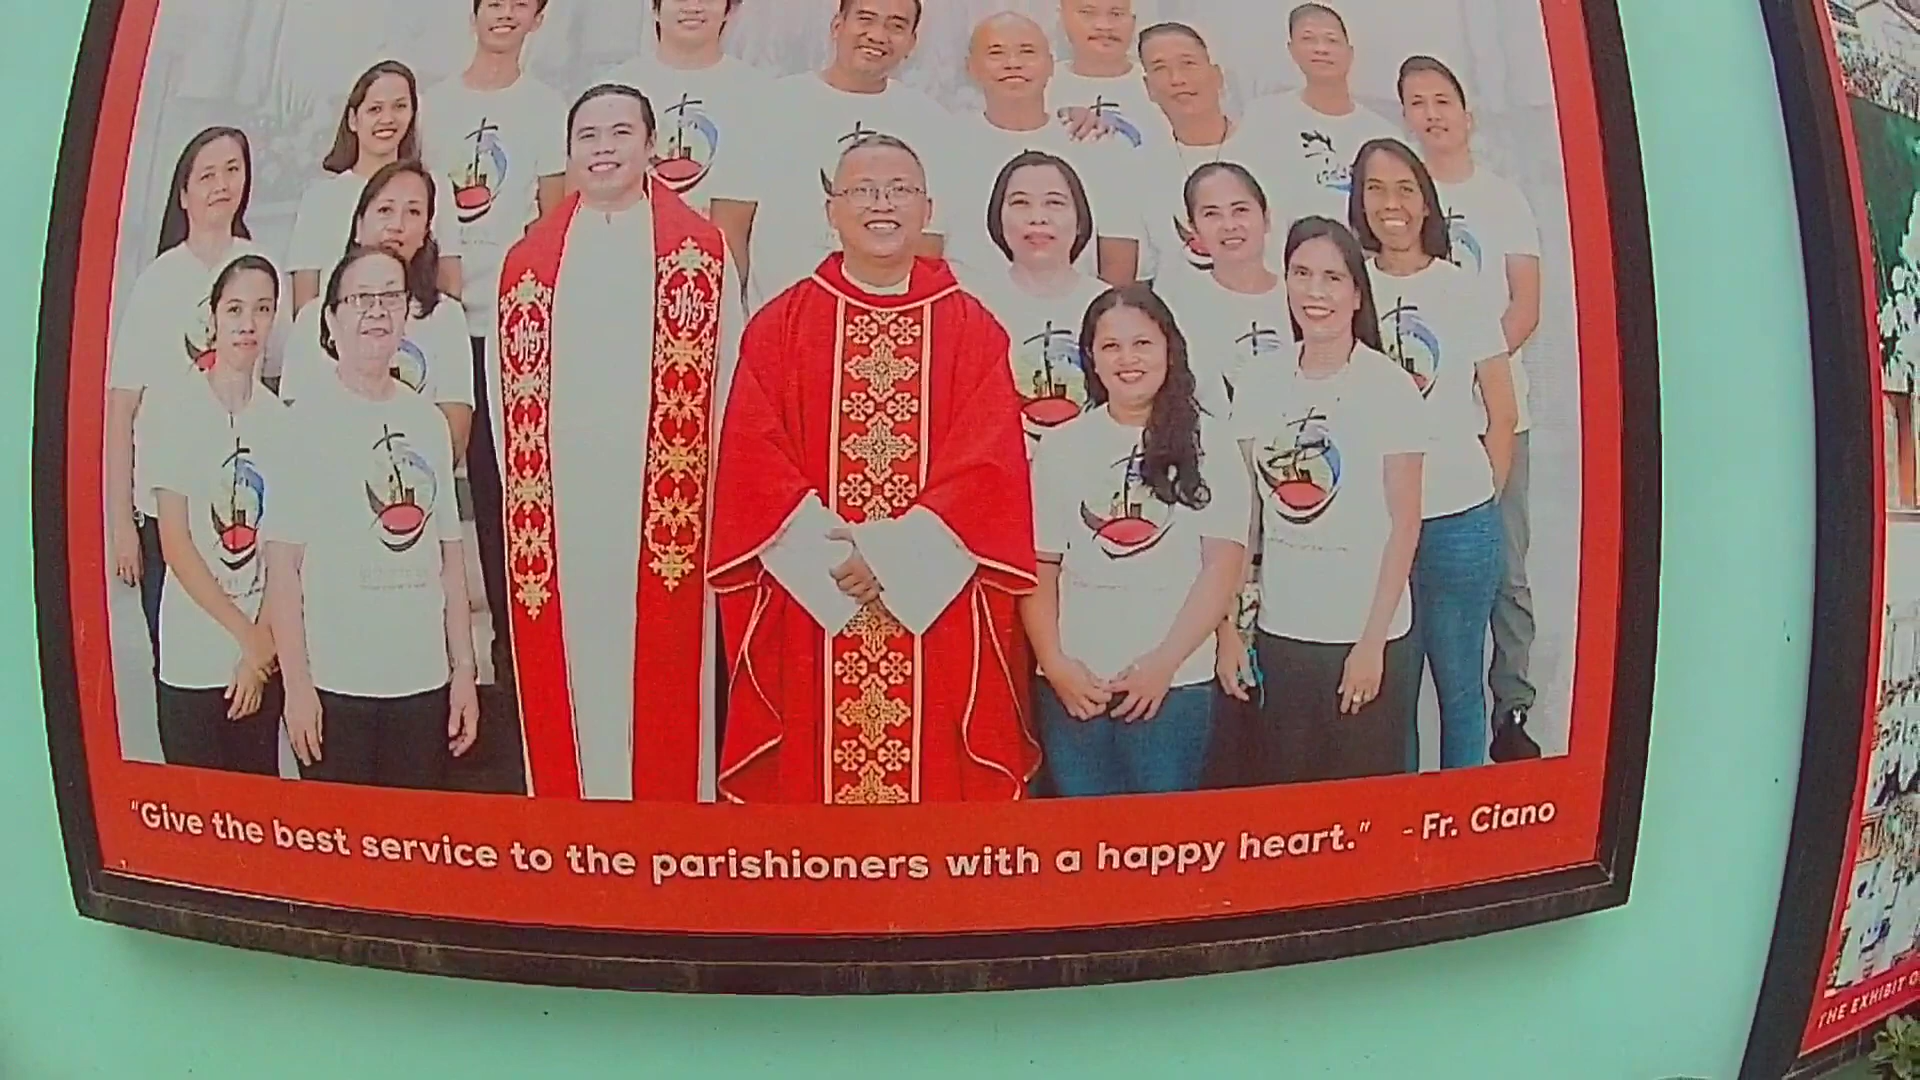 "Give the best service to the parishioners with a happy heart." - Fr. Ciano
THE EXHIBIT